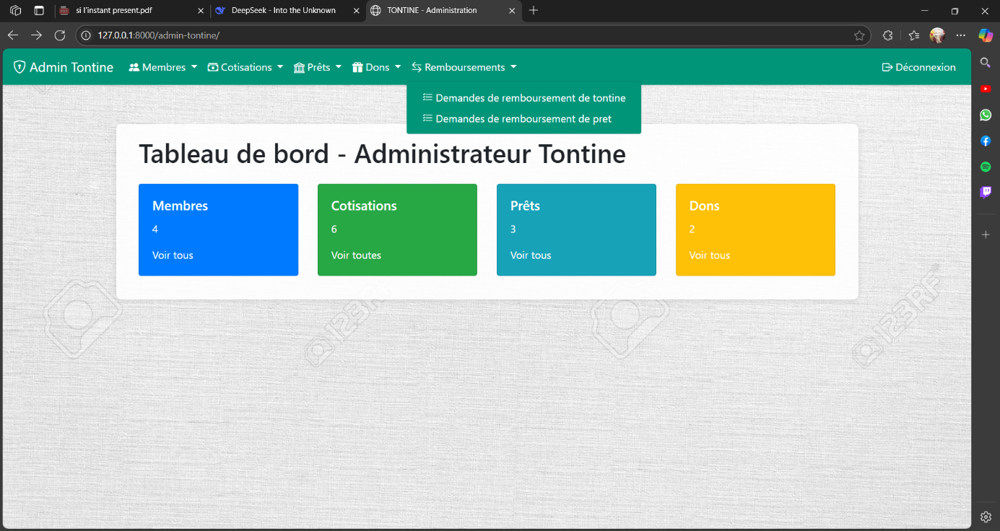 si l'instant present.pdf
DeepSeek - Into the Unknown
TONTINE - Administration
127.0.0.1:8000/admin-tontine/
Admin Tontine
Membres
Cotisations
Prêts
Dons
Remboursements
Déconnexion
Demandes de remboursement de tontine
Demandes de remboursement de pret
Tableau de bord - Administrateur Tontine
Membres
4
Voir tous
Cotisations
6
Voir toutes
Prêts
3
Voir tous
Dons
2
Voir tous
123RF
123RF